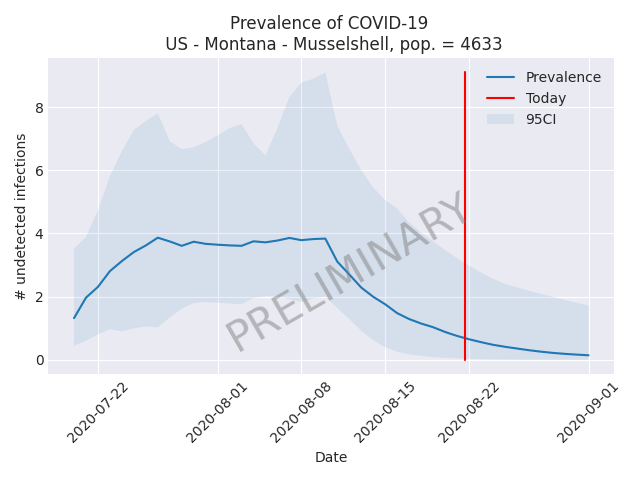 Prevalence of COVID-19
US - Montana - Musselshell, pop. = 4633
Prevalence
Today
95CI
# undetected infections
8
6
4
2
0
PRELIMINARY
2020-07-22
2020-08-01
2020-08-08
2020-08-15
2020-08-22
2020-09-01
Date